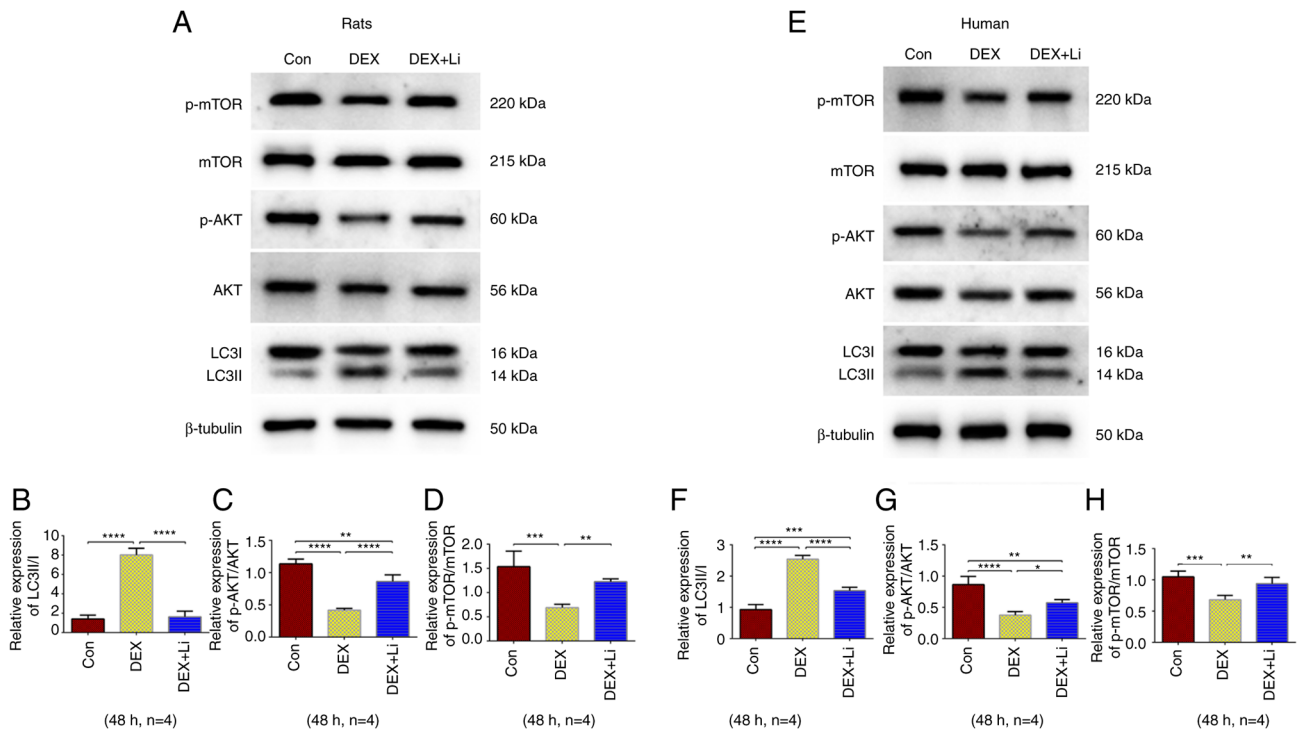 A
Rats
Con DEX DEX+Li
p-mTOR 220 kDa
mTOR 215 kDa
p-AKT 60 kDa
AKT 56 kDa
LC3I 16 kDa
LC3II 14 kDa
β-tubulin 50 kDa
E
Human
Con DEX DEX+Li
p-mTOR 220 kDa
mTOR 215 kDa
p-AKT 60 kDa
AKT 56 kDa
LC3I 16 kDa
LC3II 14 kDa
β-tubulin 50 kDa
B
Relative expression
of LC3II/I
10
8
6
4
2
0
**** ****
Con DEX DEX+Li
(48 h, n=4)
C
Relative expression
of p-AKT/AKT
1.5
1.0
0.5
0.0
**
**** ****
Con DEX DEX+Li
(48 h, n=4)
D
Relative expression
of p-mTOR/mTOR
2.0
1.5
1.0
0.5
0.0
*** **
Con DEX DEX+Li
(48 h, n=4)
F
Relative expression
of LC3II/I
3
2
1
0
***
**** ****
Con DEX DEX+Li
(48 h, n=4)
G
Relative expression
of p-AKT/AKT
1.5
1.0
0.5
0.0
**
**** *
Con DEX DEX+Li
(48 h, n=4)
H
Relative expression
of p-mTOR/mTOR
1.5
1.0
0.5
0.0
*** **
Con DEX DEX+Li
(48 h, n=4)